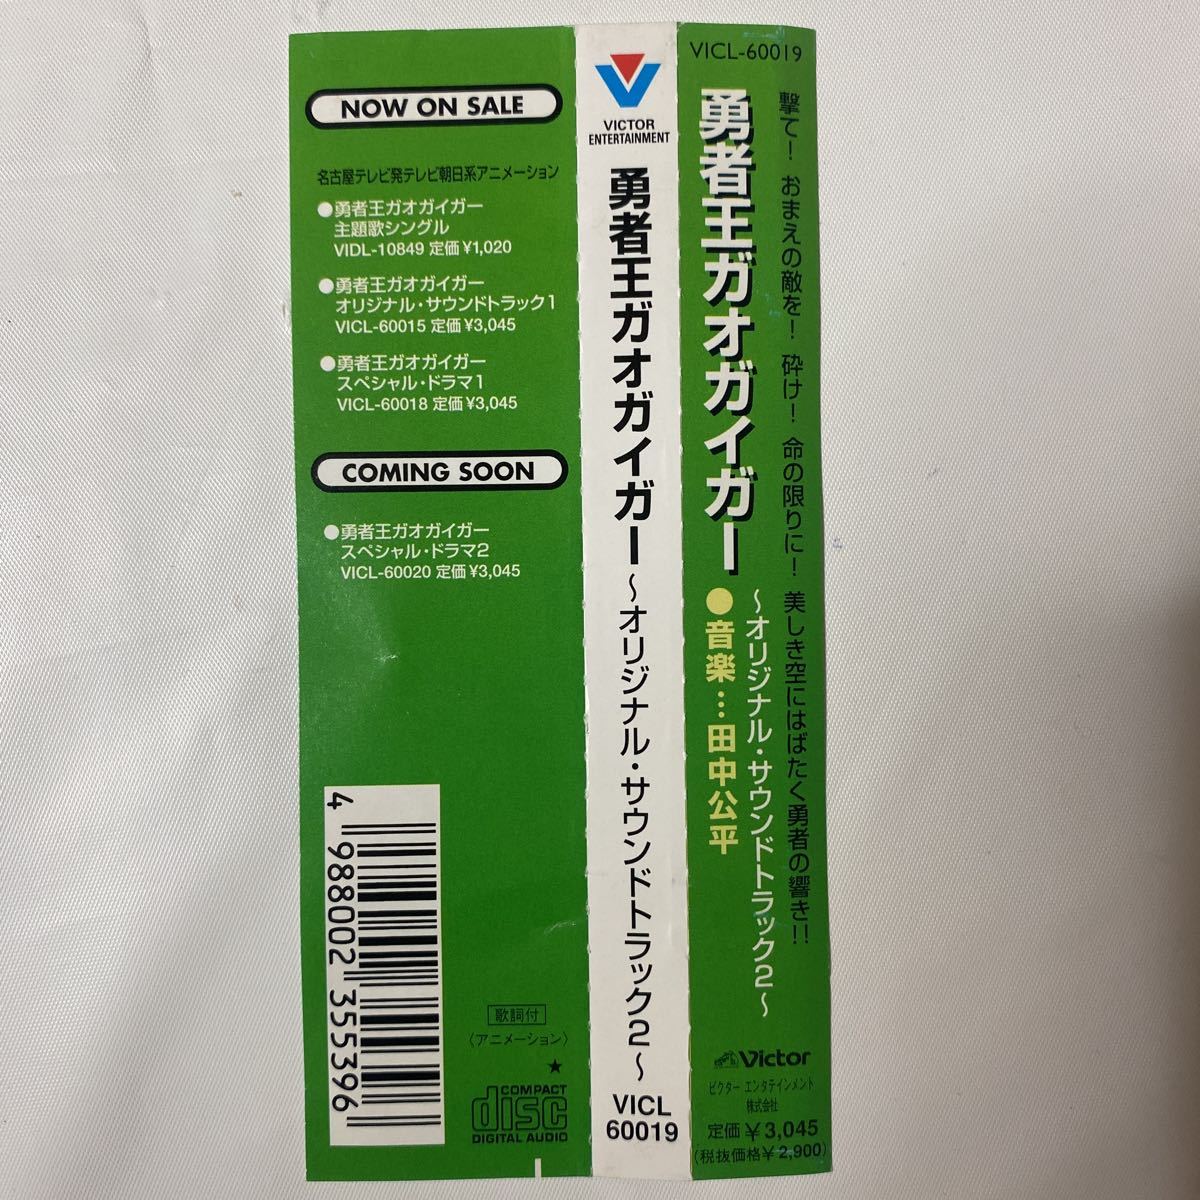 NOW ON SALE
名古屋テレビ発テレビ朝日系アニメーション
●勇者王ガオガイガー
主題歌シングル
VIDL-10849 定価¥1,020
●勇者王ガオガイガー
オリジナル・サウンドトラック1
VICL-60015 定価¥3,045
●勇者王ガオガイガー
スペシャル・ドラマ1
VICL-60018 定価¥3,045
COMING SOON
●勇者王ガオガイガー
スペシャル・ドラマ2
VICL-60020 定価¥3,045
4 988002 355396
歌詞付
〈アニメーション〉
★
COMPACT
disc
DIGITAL AUDIO
VICTOR
ENTERTAINMENT
勇者王ガオガイガー〜オリジナル・サウンドトラック2〜
VICL
60019
VICL-60019
撃て! おまえの敵を! 砕け! 命の限りに! 美しき空にはばたく勇者の響き!!
勇者王ガオガイガー
〜オリジナル・サウンドトラック2〜
●音楽…田中公平
Victor
ビクター エンタテインメント
株式会社
定価¥3,045
(税抜価格¥2,900)